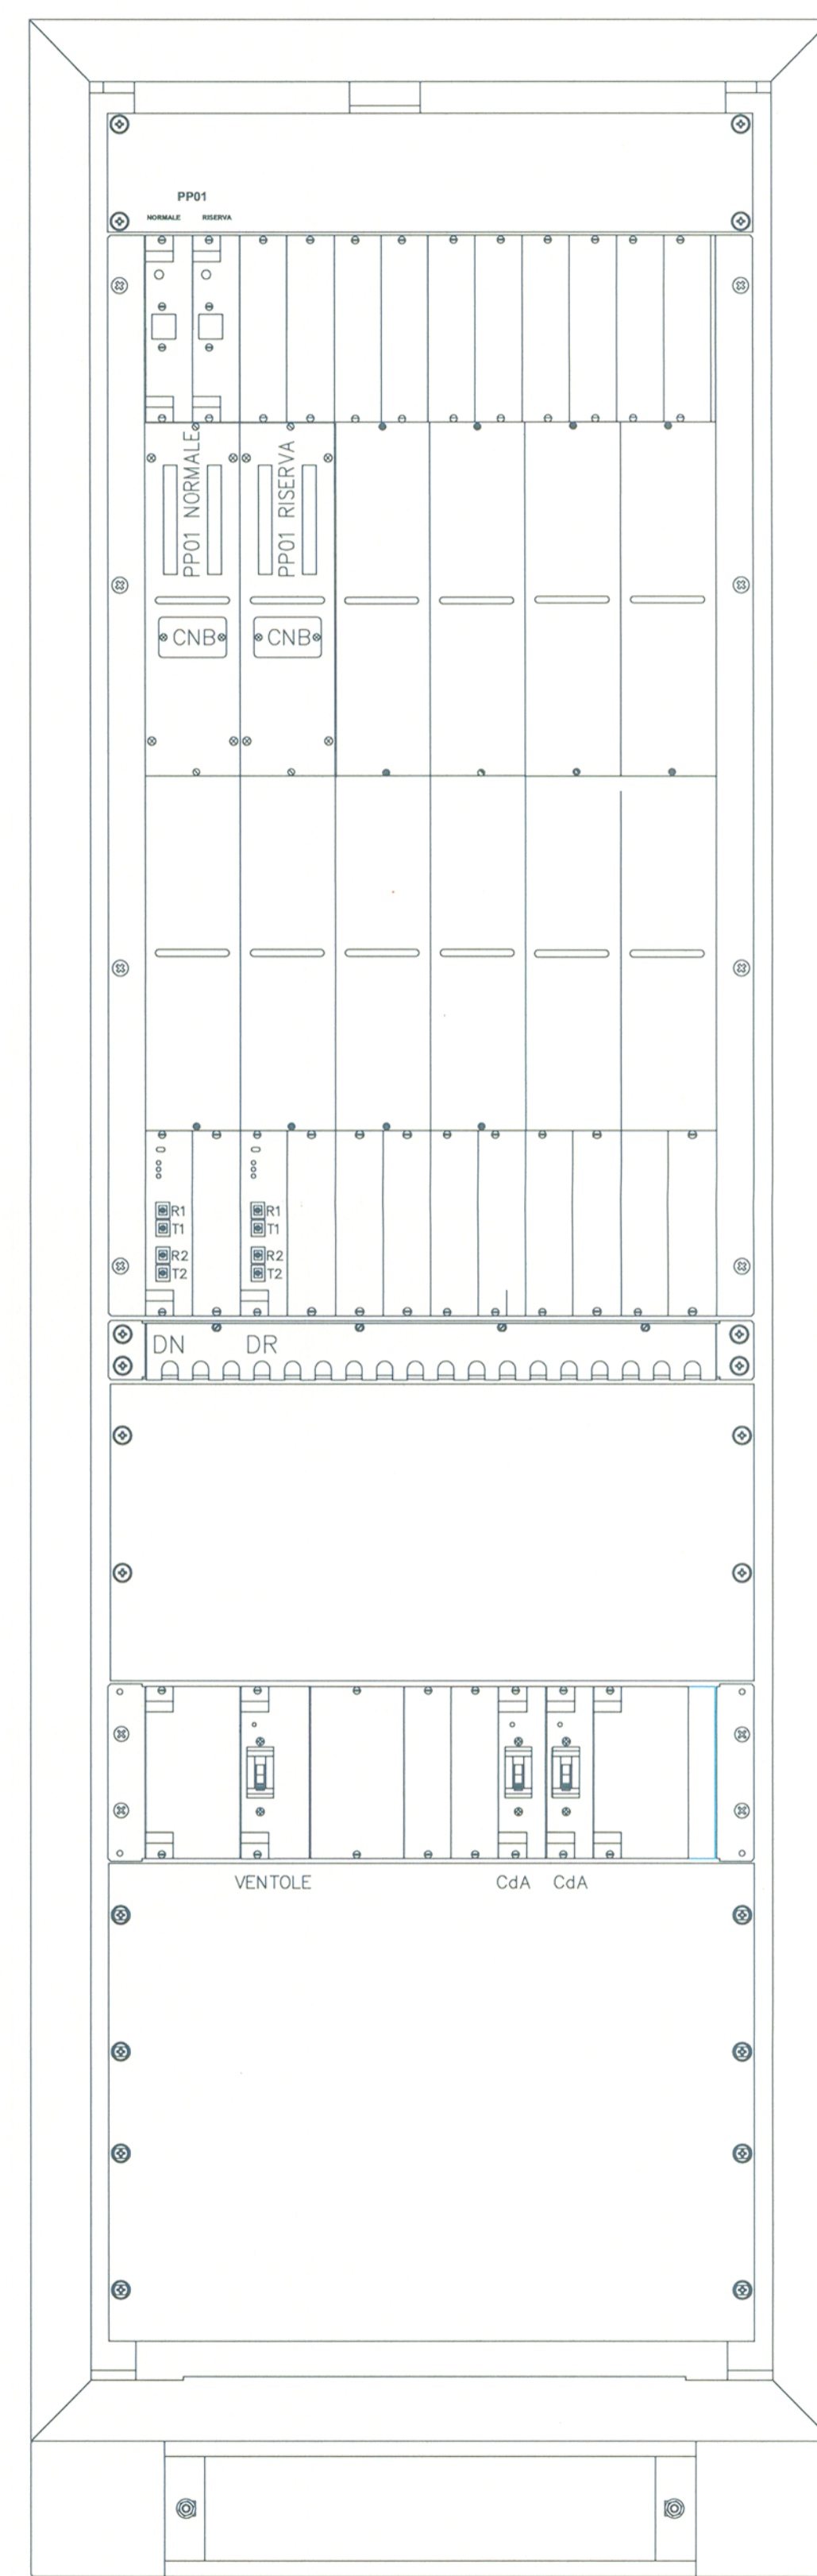 PP01
NORMALE RISERVA
PP01 NORMALE
PP01 RISERVA
CNB CNB
R1 R1
T1 T1
R2 R2
T2 T2
DN DR
VENTOLE CdA CdA